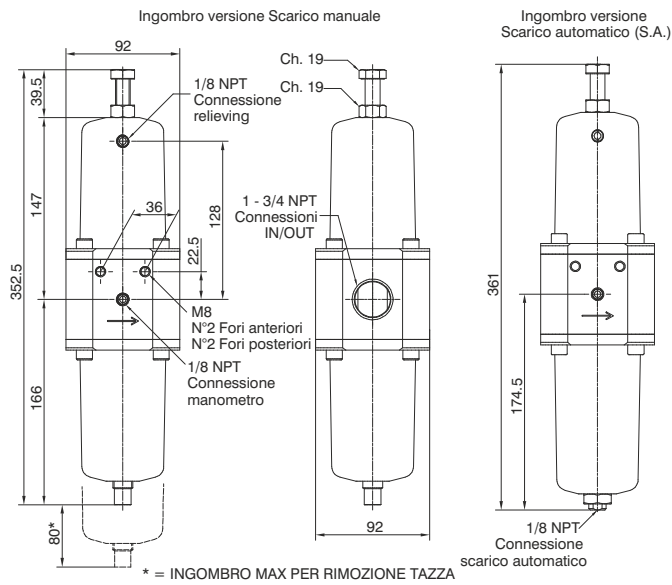 Ingombro versione Scarico manuale
Ingombro versione
Scarico automatico (S.A.)
92
39.5
147
352.5
166
80*
1/8 NPT
Connessione
relieving
36
128
22.5
M8
N°2 Fori anteriori
N°2 Fori posteriori
1/8 NPT
Connessione
manometro
Ch. 19
Ch. 19
1 - 3/4 NPT
Connessioni
IN/OUT
92
361
174.5
1/8 NPT
Connessione
scarico automatico
* = INGOMBRO MAX PER RIMOZIONE TAZZA